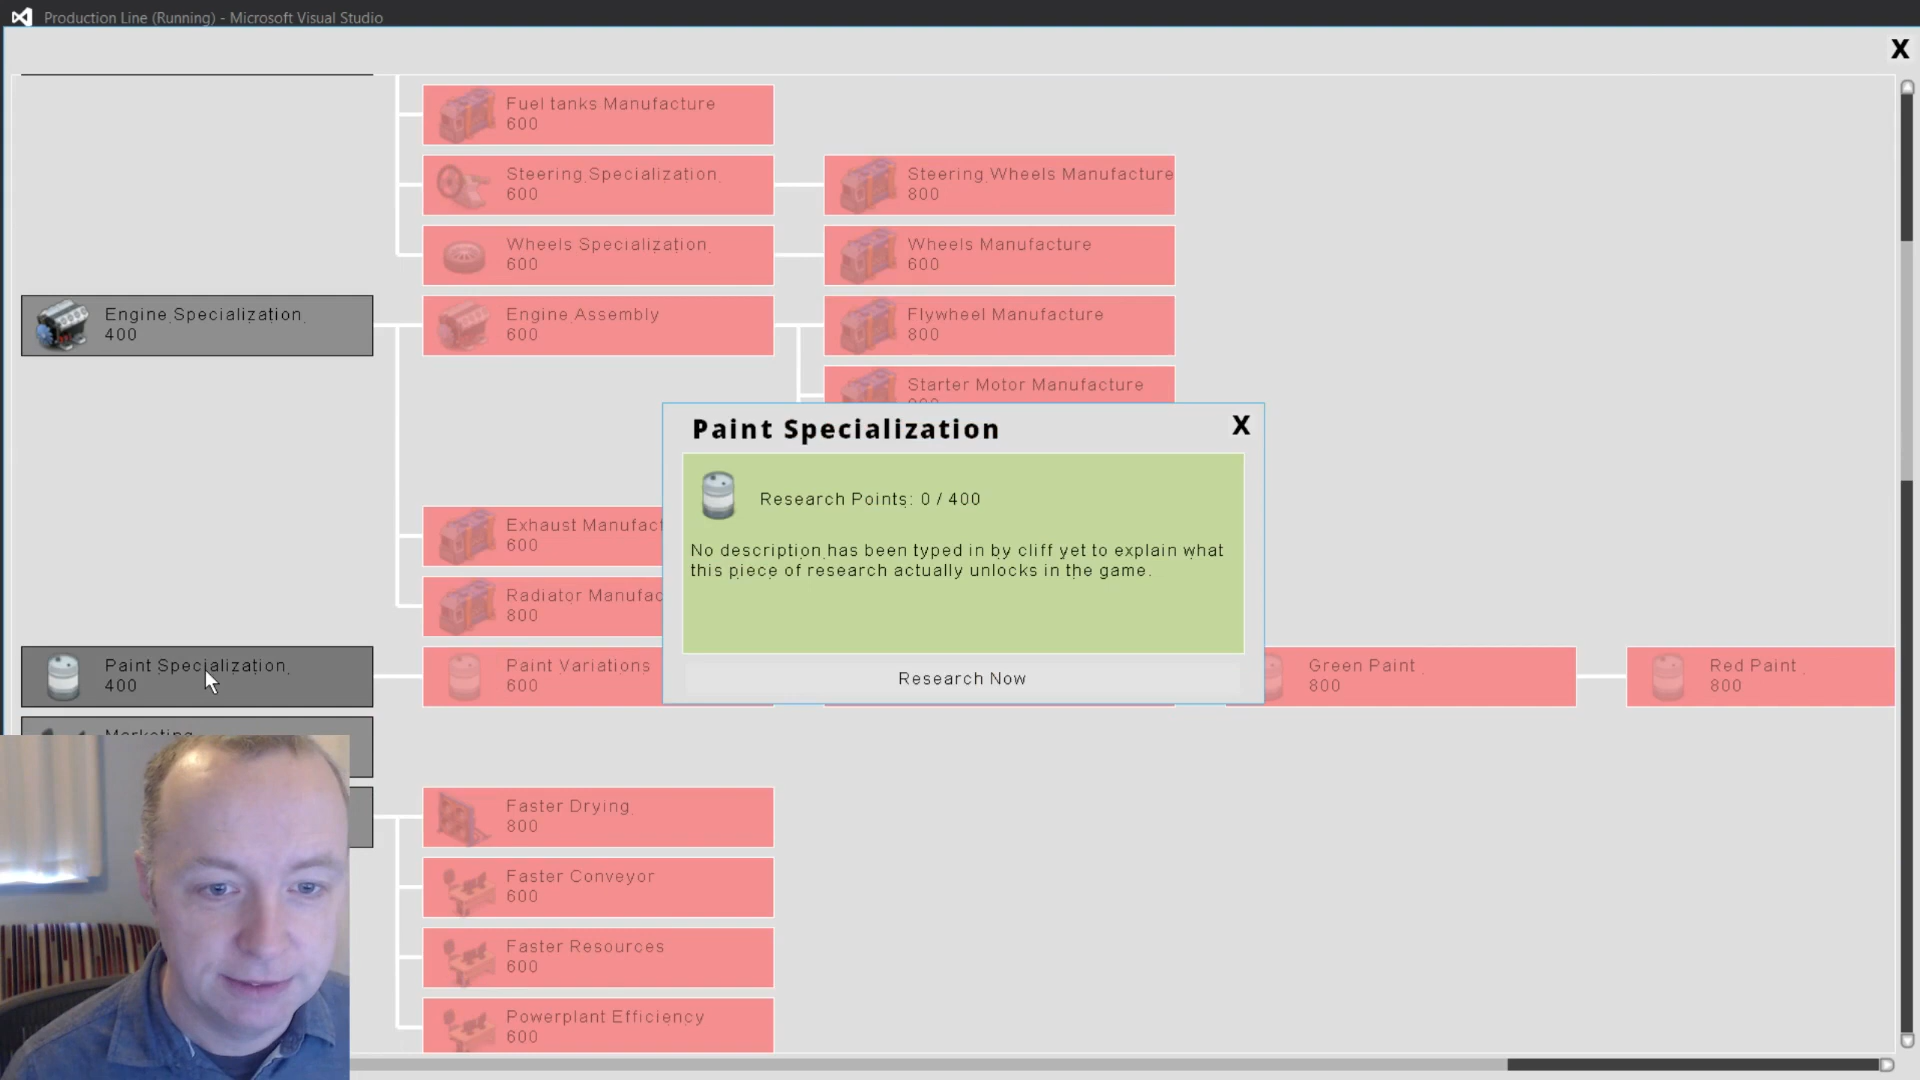 Production Line (Running) - Microsoft Visual Studio
X
Fuel tanks Manufacture
600
Steering Specialization
600
Steering Wheels Manufacture
800
Wheels Specialization
600
Wheels Manufacture
600
Engine Specialization
400
Engine Assembly
600
Flywheel Manufacture
800
Starter Motor Manufacture
Paint Specialization
X
Research Points: 0 / 400
No description has been typed in by cliff yet to explain what
this piece of research actually unlocks in the game.
Research Now
Exhaust Manufact
600
Radiator Manufac
800
Paint Specialization
400
Paint Variations
600
Green Paint
800
Red Paint
800
Marketing
Faster Drying
800
Faster Conveyor
600
Faster Resources
600
Powerplant Efficiency
600